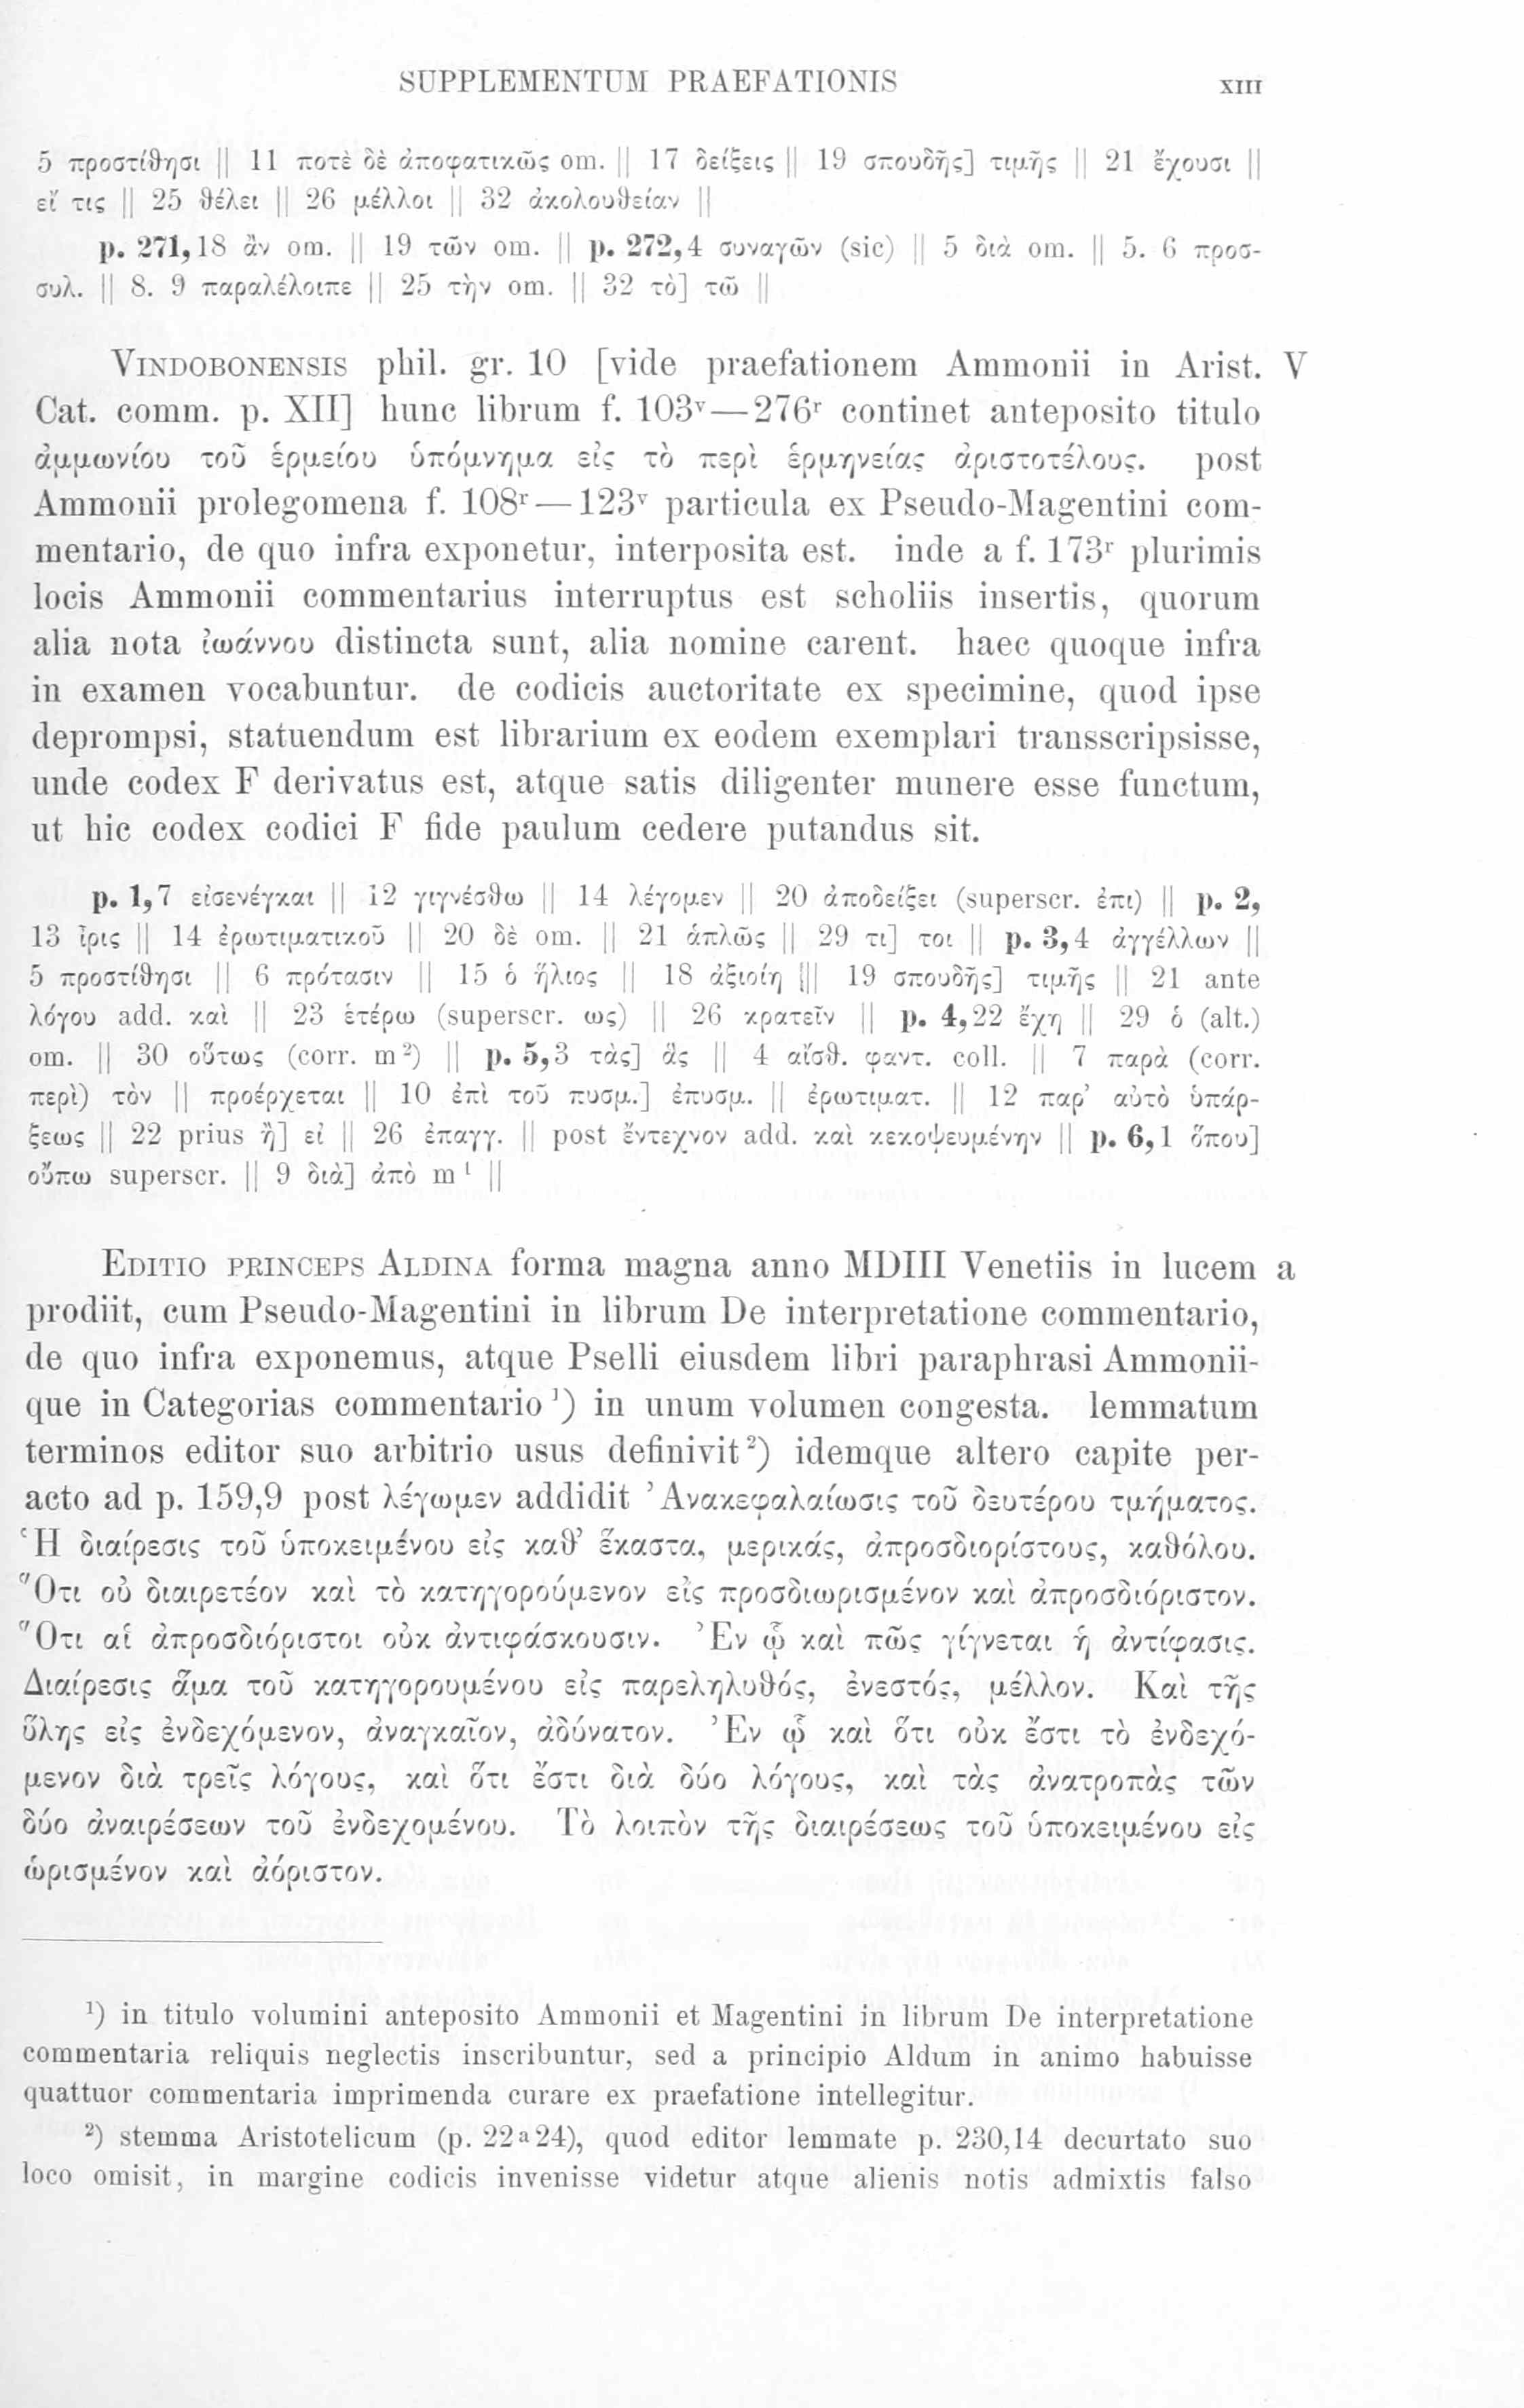 SUPPLEMENTUM PRAEFATIONIS XIII
5 προστίθησι || 11 ποτὲ δὲ ἀποφατικῶς om. || 17 δείξεις || 19 σπουδῆς] τιμῆς || 21 ἔχουσι ||
εἴ τις || 25 θέλει || 26 μέλλοι || 32 ἀκολουθείαν ||
p. 271,18 ἂν om. || 19 τῶν om. || p. 272,4 συναγῶν (sic) || 5 διὰ om. || 5. 6 προσ-
συλ. || 8. 9 παραλέλοιπε || 25 τὴν om. || 32 τὸ] τῶ ||
VINDOBONENSIS phil. gr. 10 [vide praefationem Ammonii in Arist. V
Cat. comm. p. XII] hunc librum f. 103ᵛ—276ʳ continet anteposito titulo
ἀμμωνίου τοῦ ἑρμείου ὑπόμνημα εἰς τὸ περὶ ἑρμηνείας ἀριστοτέλους. post
Ammonii prolegomena f. 108ʳ—123ᵛ particula ex Pseudo-Magentini com-
mentario, de quo infra exponetur, interposita est. inde a f. 173ʳ plurimis
locis Ammonii commentarius interruptus est scholiis insertis, quorum
alia nota ἰωάννου distincta sunt, alia nomine carent. haec quoque infra
in examen vocabuntur. de codicis auctoritate ex specimine, quod ipse
deprompsi, statuendum est librarium ex eodem exemplari transscripsisse,
unde codex F derivatus est, atque satis diligenter munere esse functum,
ut hic codex codici F fide paulum cedere putandus sit.
p. 1,7 εἰσενέγκαι || 12 γιγνέσθω || 14 λέγομεν || 20 ἀποδείξει (superscr. ἐπι) || p. 2,
13 ἶρις || 14 ἐρωτιματικοῦ || 20 δὲ om. || 21 ἁπλῶς || 29 τι] τοι || p. 3,4 ἀγγέλλων ||
5 προστίθησι || 6 πρότασιν || 15 ὁ ἥλιος || 18 ἀξιοίη || 19 σπουδῆς] τιμῆς || 21 ante
λόγου add. καὶ || 23 ἑτέρω (superscr. ως) || 26 κρατεῖν || p. 4,22 ἔχη || 29 ὁ (alt.)
om. || 30 οὕτως (corr. m²) || p. 5,3 τὰς] ἃς || 4 αἴσθ. φαντ. coll. || 7 παρὰ (corr.
περὶ) τὸν || προέρχεται || 10 ἐπὶ τοῦ πυσμ.] ἐπυσμ. || ἐρωτιματ. || 12 παρ’ αὐτὸ ὑπάρ-
ξεως || 22 prius ἢ] εἰ || 26 ἐπαγγ. || post ἔντεχνον add. καὶ κεκοψευμένην || p. 6,1 ὅπου]
οὔπω superscr. || 9 διὰ] ἀπὸ m¹ ||
EDITIO PRINCEPS ALDINA forma magna anno MDIII Venetiis in lucem a
prodiit, cum Pseudo-Magentini in librum De interpretatione commentario,
de quo infra exponemus, atque Pselli eiusdem libri paraphrasi Ammonii-
que in Categorias commentario¹) in unum volumen congesta. lemmatum
terminos editor suo arbitrio usus definivit²) idemque altero capite per-
acto ad p. 159,9 post λέγωμεν addidit Ἀνακεφαλαίωσις τοῦ δευτέρου τμήματος.
Ἡ διαίρεσις τοῦ ὑποκειμένου εἰς καθ’ ἕκαστα, μερικάς, ἀπροσδιορίστους, καθόλου.
Ὅτι οὐ διαιρετέον καὶ τὸ κατηγορούμενον εἰς προσδιωρισμένον καὶ ἀπροσδιόριστον.
Ὅτι αἱ ἀπροσδιόριστοι οὐκ ἀντιφάσκουσιν. Ἐν ᾧ καὶ πῶς γίγνεται ἡ ἀντίφασις.
Διαίρεσις ἅμα τοῦ κατηγορουμένου εἰς παρεληλυθός, ἐνεστός, μέλλον. Καὶ τῆς
ὕλης εἰς ἐνδεχόμενον, ἀναγκαῖον, ἀδύνατον. Ἐν ᾧ καὶ ὅτι οὐκ ἔστι τὸ ἐνδεχό-
μενον διὰ τρεῖς λόγους, καὶ ὅτι ἔστι διὰ δύο λόγους, καὶ τὰς ἀνατροπὰς τῶν
δύο ἀναιρέσεων τοῦ ἐνδεχομένου. Τὸ λοιπὸν τῆς διαιρέσεως τοῦ ὑποκειμένου εἰς
ὡρισμένον καὶ ἀόριστον.
¹) in titulo volumini anteposito Ammonii et Magentini in librum De interpretatione
commentaria reliquis neglectis inscribuntur, sed a principio Aldum in animo habuisse
quattuor commentaria imprimenda curare ex praefatione intellegitur.
²) stemma Aristotelicum (p. 22ᵃ24), quod editor lemmate p. 230,14 decurtato suo
loco omisit, in margine codicis invenisse videtur atque alienis notis admixtis falso